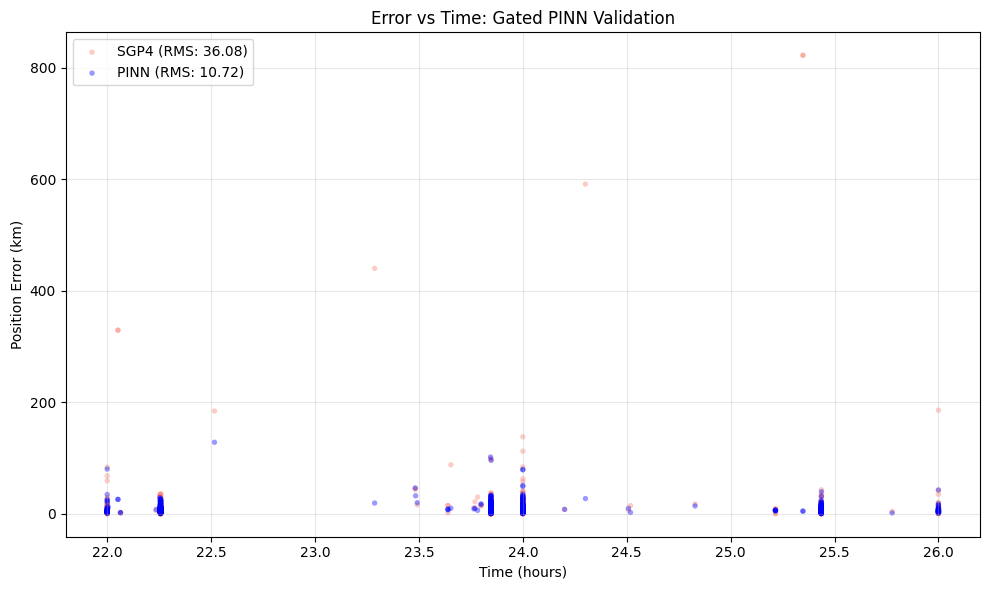 Error vs Time: Gated PINN Validation
SGP4 (RMS: 36.08)
PINN (RMS: 10.72)
Position Error (km)
800
600
400
200
0
22.0 22.5 23.0 23.5 24.0 24.5 25.0 25.5 26.0
Time (hours)